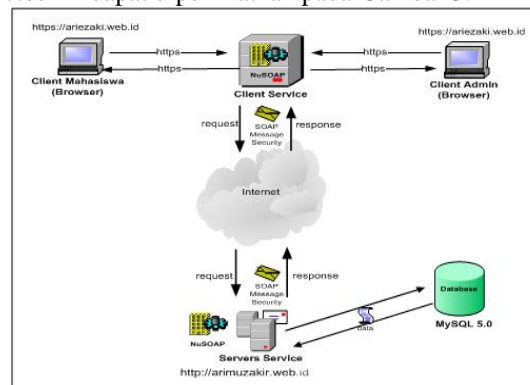 https://ariezaki.web.id
https://ariezaki.web.id
https
https
https
https
NuSOAP
Client Mahasiswa
(Browser)
Client Service
Client Admin
(Browser)
request
SOAP
Message
Security
response
Internet
request
SOAP
Message
Security
response
NuSOAP
Servers Service
http://arimuzakir.web.id
data
Database
MySQL 5.0